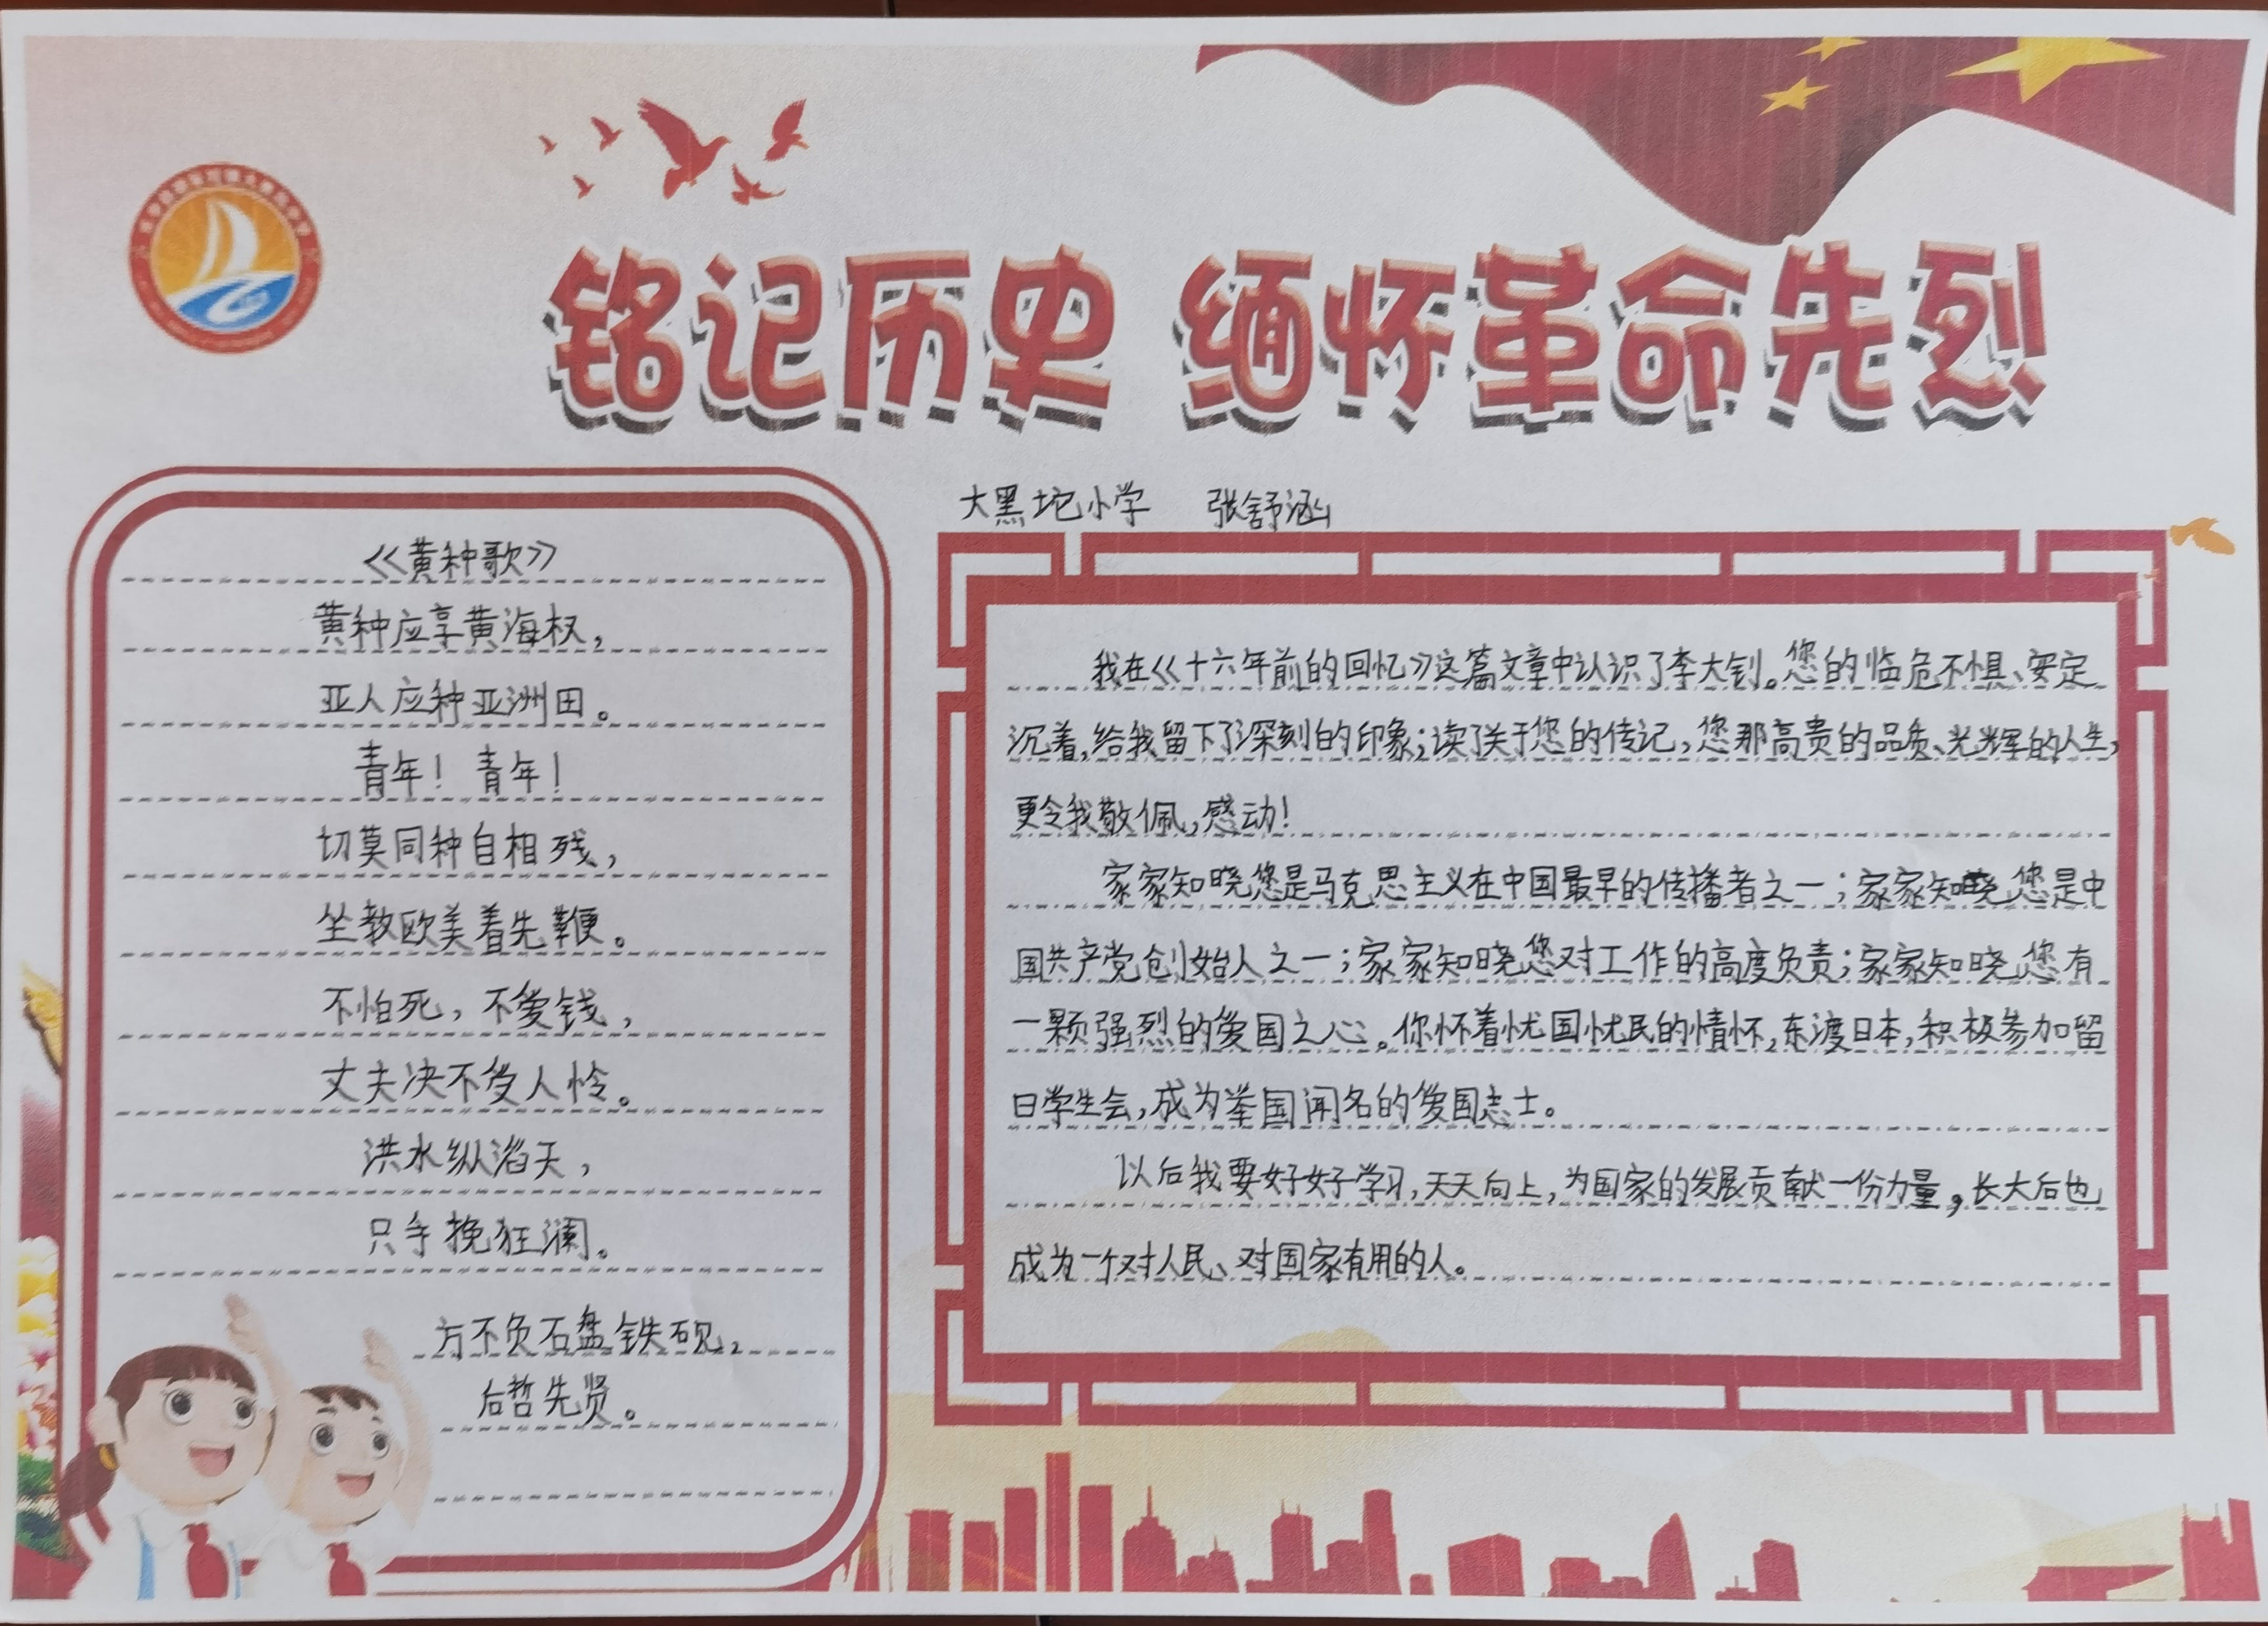 铭记历史 缅怀革命先烈
大黑坨小学 张舒涵
《黄种歌》
黄种应享黄海权，
亚人应种亚洲田。
青年！青年！
切莫同种自相残，
坐教欧美着先鞭。
不怕死，不爱钱，
丈夫决不受人怜。
洪水纵滔天，
只手挽狂澜。
方不负石盘铁砚，
后哲先贤。
我在《十六年前的回忆》这篇文章中认识了李大钊。您的临危不惧、安定
沉着，给我留下了深刻的印象；读了关于您的传记，您那高贵的品质、光辉的人生，
更令我敬佩，感动！
家家知晓您是马克思主义在中国最早的传播者之一；家家知晓您是中
国共产党创始人之一；家家知晓您对工作的高度负责；家家知晓您有
一颗强烈的爱国之心。你怀着忧国忧民的情怀，东渡日本，积极参加留
日学生会，成为举国闻名的爱国志士。
以后我要好好学习，天天向上，为国家的发展贡献一份力量，长大后也
成为一个对人民、对国家有用的人。